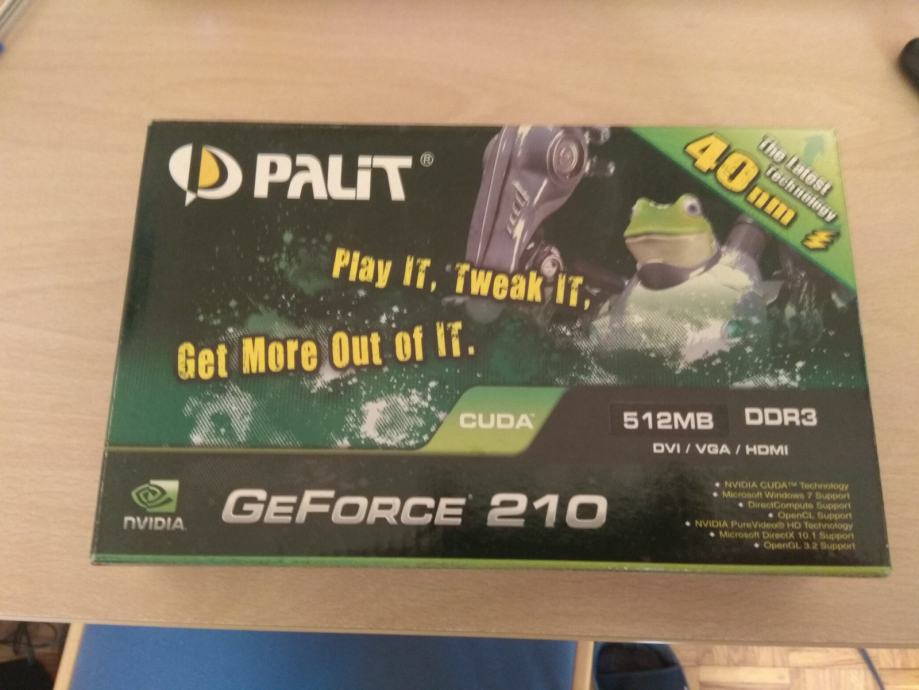 PALiT®
40nm
The Latest
Technology
Play IT, Tweak IT,
Get More Out of IT.
CUDA™
512MB DDR3
DVI / VGA / HDMI
NVIDIA
GEFORCE® 210
• NVIDIA CUDA™ Technology
• Microsoft Windows 7 Support
• DirectCompute Support
• OpenCL Support
• NVIDIA PureVideo® HD Technology
• Microsoft DirectX 10.1 Support
• OpenGL 3.2 Support